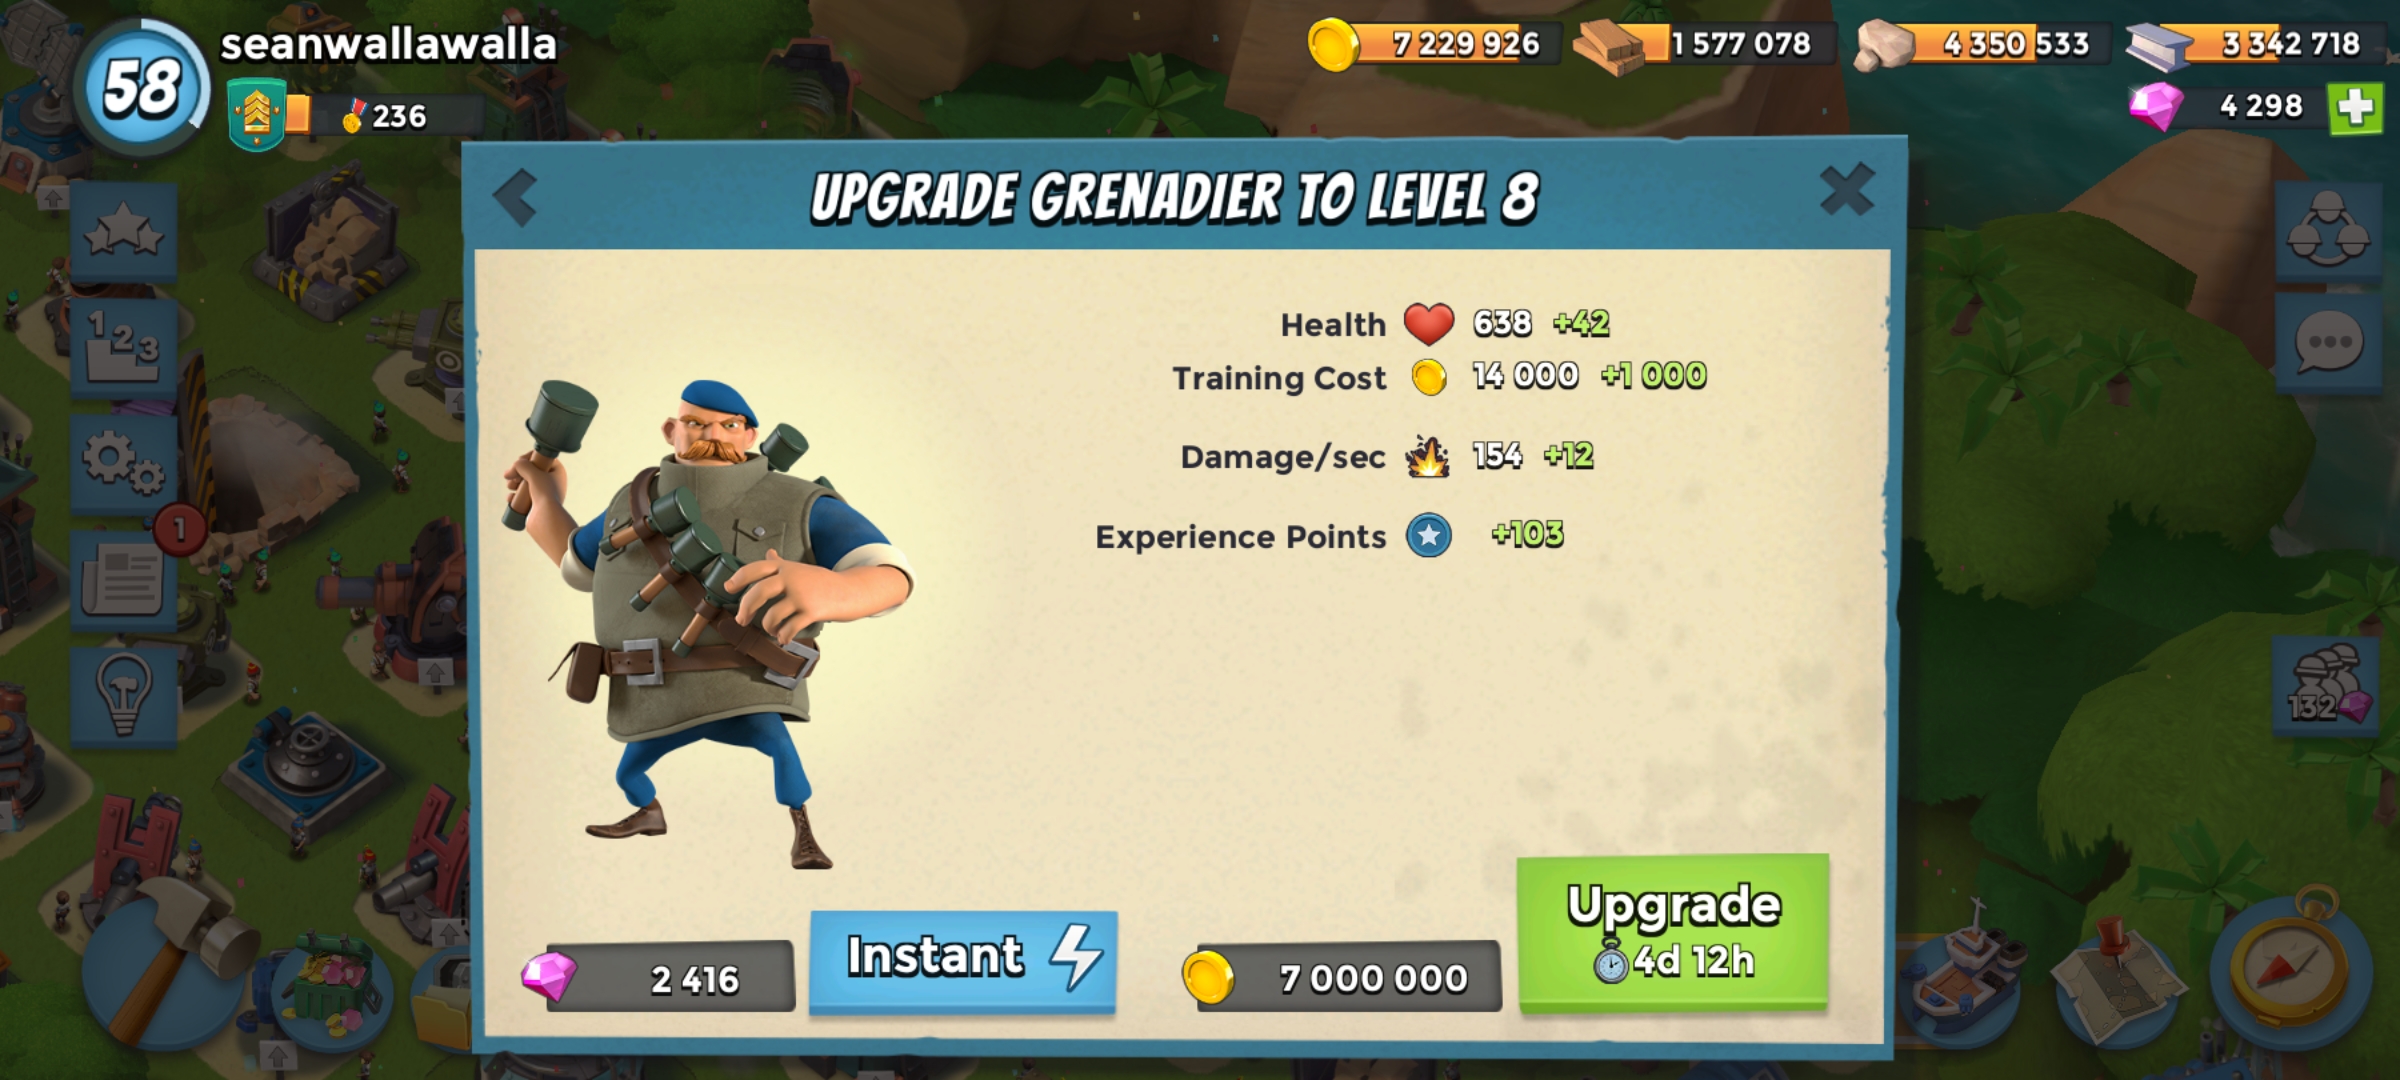 58
seanwallawalla
236
7 229 926
1 577 078
4 350 533
3 342 718
4 298
UPGRADE GRENADIER TO LEVEL 8
Health 638 +42
Training Cost 14 000 +1 000
Damage/sec 154 +12
Experience Points +103
123
1
132
2 416
Instant
7 000 000
Upgrade
4d 12h